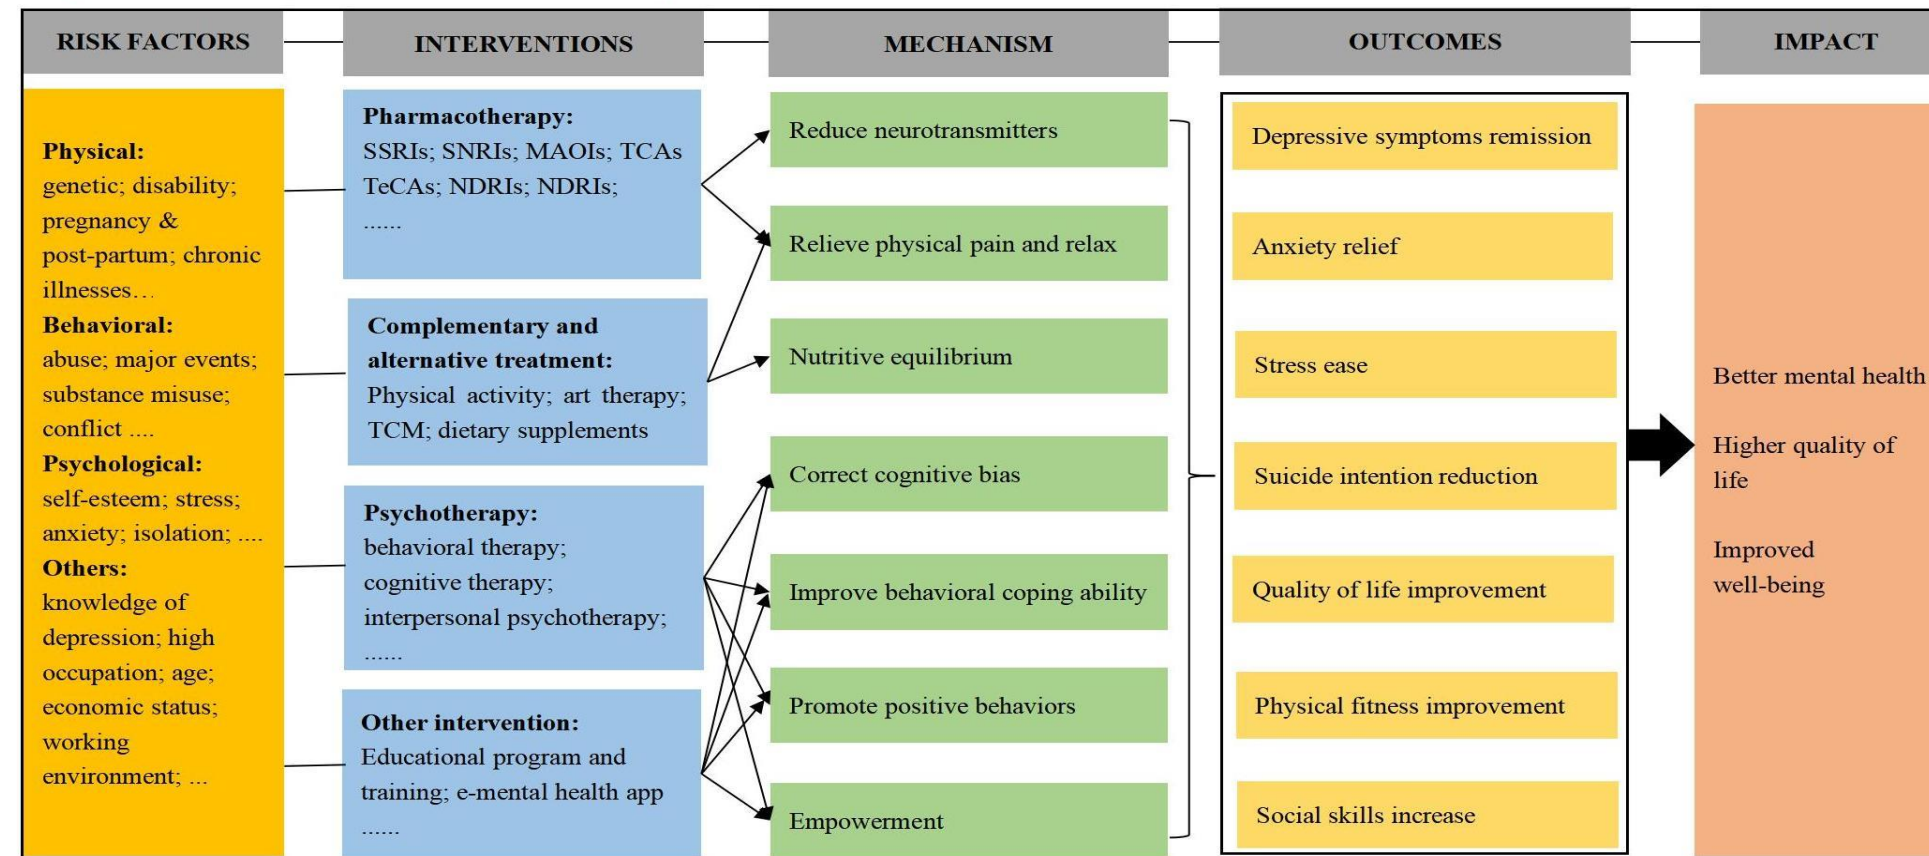 RISK FACTORS
INTERVENTIONS
MECHANISM
OUTCOMES
IMPACT
Physical:
genetic; disability;
pregnancy &
post-partum; chronic
illnesses…
Behavioral:
abuse; major events;
substance misuse;
conflict ....
Psychological:
self-esteem; stress;
anxiety; isolation; ....
Others:
knowledge of
depression; high
occupation; age;
economic status;
working
environment; ...
Pharmacotherapy:
SSRIs; SNRIs; MAOIs; TCAs
TeCAs; NDRIs; NDRIs;
......
Complementary and
alternative treatment:
Physical activity; art therapy;
TCM; dietary supplements
Psychotherapy:
behavioral therapy;
cognitive therapy;
interpersonal psychotherapy;
......
Other intervention:
Educational program and
training; e-mental health app
......
Reduce neurotransmitters
Relieve physical pain and relax
Nutritive equilibrium
Correct cognitive bias
Improve behavioral coping ability
Promote positive behaviors
Empowerment
Depressive symptoms remission
Anxiety relief
Stress ease
Suicide intention reduction
Quality of life improvement
Physical fitness improvement
Social skills increase
Better mental health
Higher quality of
life
Improved
well-being